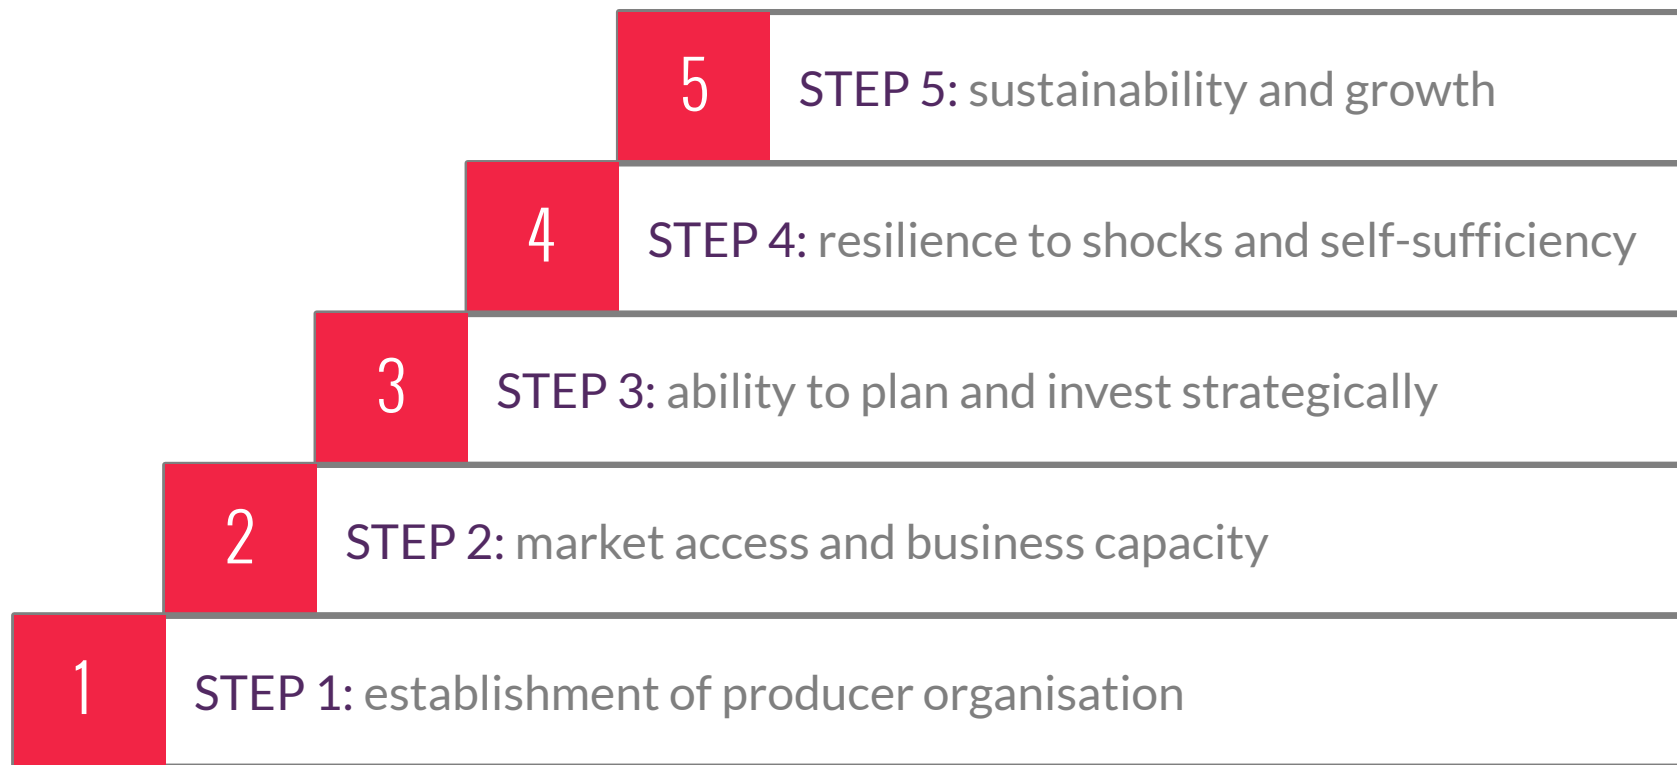 5
STEP 5: sustainability and growth
4
STEP 4: resilience to shocks and self-sufficiency
3
STEP 3: ability to plan and invest strategically
2
STEP 2: market access and business capacity
1
STEP 1: establishment of producer organisation